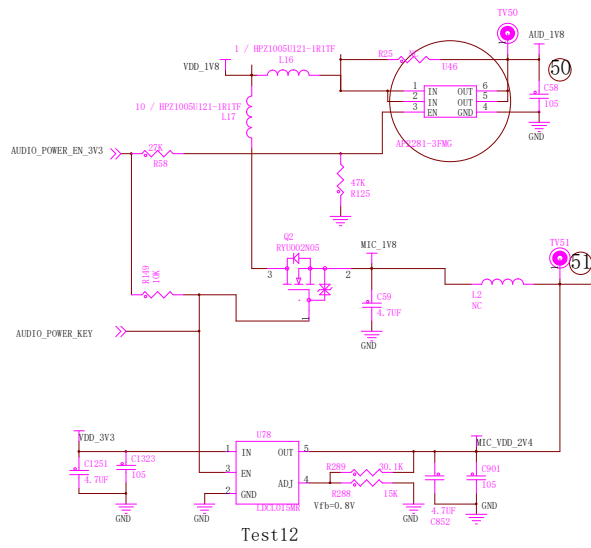 TV50
1
1 / HPZ1005U121-1R1TF
L16
VDD_1V8
R25
U46
AUD_1V8
50
1 IN OUT 6
2 IN OUT 5
3 EN GND 4
C58
105
AP2281-3FMG
GND
10 / HPZ1005U121-1R1TF
L17
AUDIO_POWER_EN_3V3
27K
R58
47K
R125
Q2
RYU002N05
MIC_1V8
TV51
1
51
3
2
1
R149
10K
C59
4.7UF
GND
L2
NC
AUDIO_POWER_KEY
VDD_3V3
U78
MIC_VDD_2V4
C1251
4.7UF
C1323
105
GND
1 IN OUT 5
3 EN
ADJ 4
2 GND
LDCL015MR
GND
R289 30.1K
R288 15K
Vfb=0.8V
GND
4.7UF
C852
C901
105
GND
GND
Test12